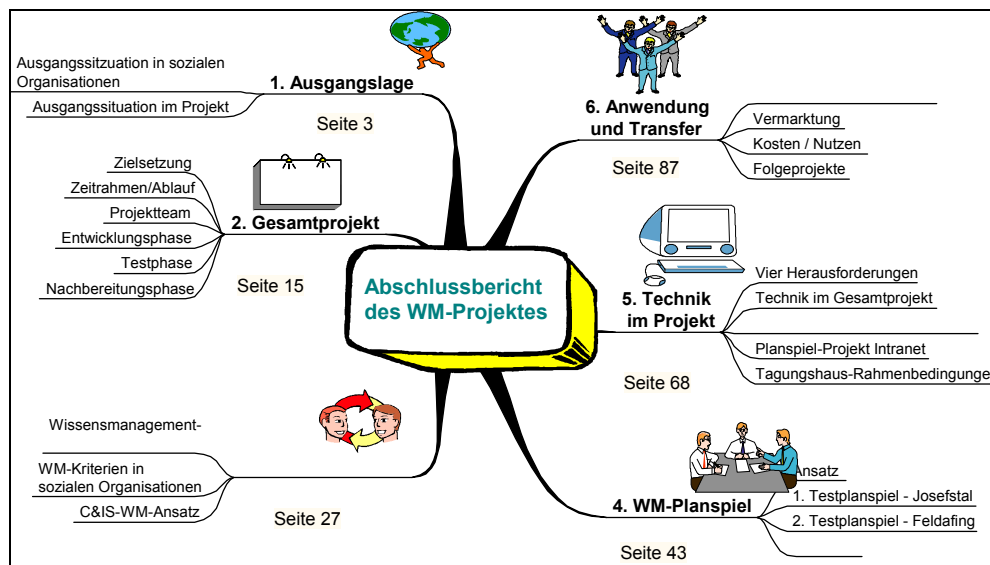 Abschlussbericht
des WM-Projektes
1. Ausgangslage
Seite 3
Ausgangssitzuation in sozialen
Organisationen
Ausgangssituation im Projekt
2. Gesamtprojekt
Seite 15
Zielsetzung
Zeitrahmen/Ablauf
Projektteam
Entwicklungsphase
Testphase
Nachbereitungsphase
Wissensmanagement-
WM-Kriterien in
sozialen Organisationen
C&IS-WM-Ansatz
Seite 27
4. WM-Planspiel
Seite 43
Ansatz
1. Testplanspiel - Josefstal
2. Testplanspiel - Feldafing
5. Technik
im Projekt
Seite 68
Vier Herausforderungen
Technik im Gesamtprojekt
Planspiel-Projekt Intranet
Tagungshaus-Rahmenbedingunge
6. Anwendung
und Transfer
Seite 87
Vermarktung
Kosten / Nutzen
Folgeprojekte